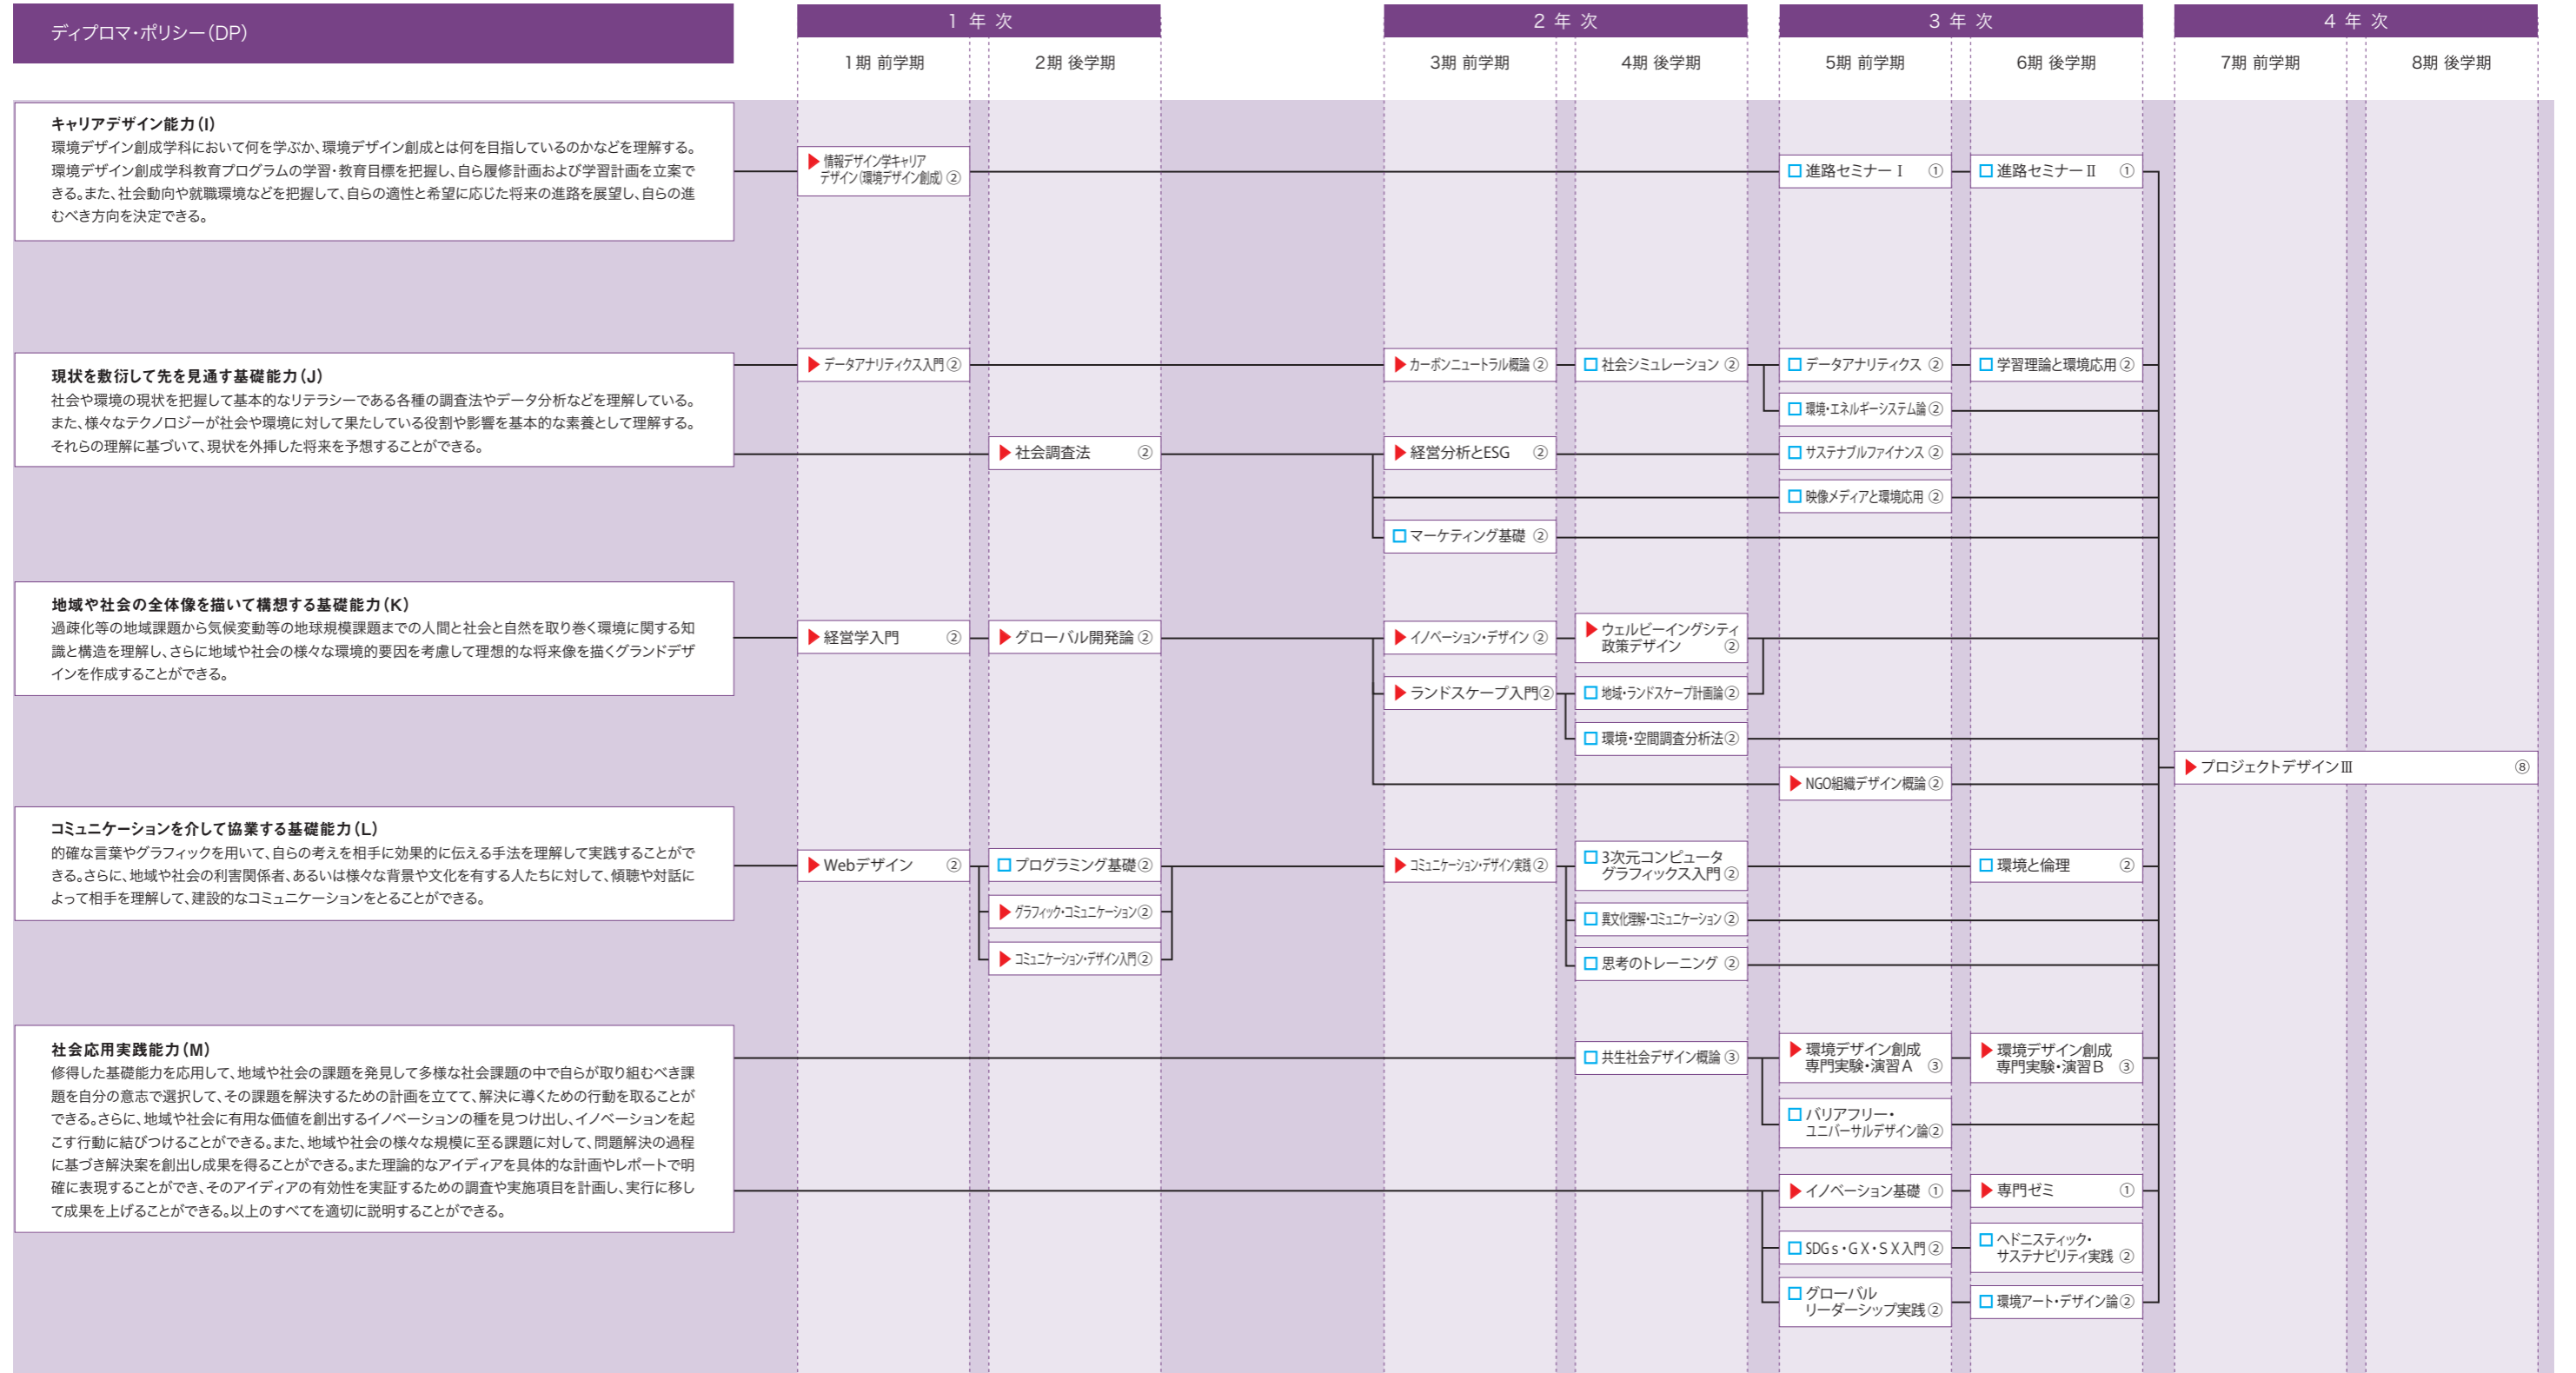 ディプロマ・ポリシー(DP)
1 年 次
2 年 次
3 年 次
4 年 次
1期 前学期
2期 後学期
3期 前学期
4期 後学期
5期 前学期
6期 後学期
7期 前学期
8期 後学期
キャリアデザイン能力(I)
環境デザイン創成学科において何を学ぶか、環境デザイン創成とは何を目指しているのかなどを理解する。
環境デザイン創成学科教育プログラムの学習・教育目標を把握し、自ら履修計画および学習計画を立案で
きる。また、社会動向や就職環境などを把握して、自らの適性と希望に応じた将来の進路を展望し、自らの進
むべき方向を決定できる。
▶情報デザイン学キャリア
デザイン(環境デザイン創成) ②
□進路セミナーⅠ ①
□進路セミナーⅡ ①
現状を敷衍して先を見通す基礎能力(J)
社会や環境の現状を把握して基本的なリテラシーである各種の調査法やデータ分析などを理解している。
また、様々なテクノロジーが社会や環境に対して果たしている役割や影響を基本的な素養として理解する。
それらの理解に基づいて、現状を外挿した将来を予想することができる。
▶データアナリティクス入門 ②
▶カーボンニュートラル概論 ②
□社会シミュレーション ②
□データアナリティクス ②
□学習理論と環境応用 ②
□環境・エネルギーシステム論 ②
▶社会調査法 ②
▶経営分析とESG ②
□サステナブルファイナンス ②
□映像メディアと環境応用 ②
□マーケティング基礎 ②
地域や社会の全体像を描いて構想する基礎能力(K)
過疎化等の地域課題から気候変動等の地球規模課題までの人間と社会と自然を取り巻く環境に関する知
識と構造を理解し、さらに地域や社会の様々な環境的要因を考慮して理想的な将来像を描くグランドデザ
インを作成することができる。
▶経営学入門 ②
▶グローバル開発論 ②
▶イノベーション・デザイン ②
▶ウェルビーイングシティ
政策デザイン ②
▶ランドスケープ入門 ②
□地域・ランドスケープ計画論 ②
□環境・空間調査分析法 ②
▶NGO組織デザイン概論 ②
▶プロジェクトデザインⅢ ⑧
コミュニケーションを介して協業する基礎能力(L)
的確な言葉やグラフィックを用いて、自らの考えを相手に効果的に伝える手法を理解して実践することがで
きる。さらに、地域や社会の利害関係者、あるいは様々な背景や文化を有する人たちに対して、傾聴や対話に
よって相手を理解して、建設的なコミュニケーションをとることができる。
▶Webデザイン ②
□プログラミング基礎 ②
▶グラフィック・コミュニケーション ②
▶コミュニケーション・デザイン入門 ②
▶コミュニケーション・デザイン実践 ②
□3次元コンピュータ
グラフィックス入門 ②
□環境と倫理 ②
□異文化理解・コミュニケーション ②
□思考のトレーニング ②
社会応用実践能力(M)
修得した基礎能力を応用して、地域や社会の課題を発見して多様な社会課題の中で自らが取り組むべき課
題を自分の意志で選択して、その課題を解決するための計画を立てて、解決に導くための行動を取ることが
できる。さらに、地域や社会に有用な価値を創出するイノベーションの種を見つけ出し、イノベーションを起
こす行動に結びつけることができる。また、地域や社会の様々な規模に至る課題に対して、問題解決の過程
に基づき解決案を創出し成果を得ることができる。また理論的なアイディアを具体的な計画やレポートで明
確に表現することができ、そのアイディアの有効性を実証するための調査や実施項目を計画し、実行に移し
て成果を上げることができる。以上のすべてを適切に説明することができる。
□共生社会デザイン概論 ③
▶環境デザイン創成
専門実験・演習A ③
▶環境デザイン創成
専門実験・演習B ③
□バリアフリー・
ユニバーサルデザイン論 ②
▶イノベーション基礎 ①
▶専門ゼミ ①
□SDGs・GX・SX入門 ②
□ヘドニスティック・
サステナビリティ実践 ②
□グローバル
リーダーシップ実践 ②
□環境アート・デザイン論 ②